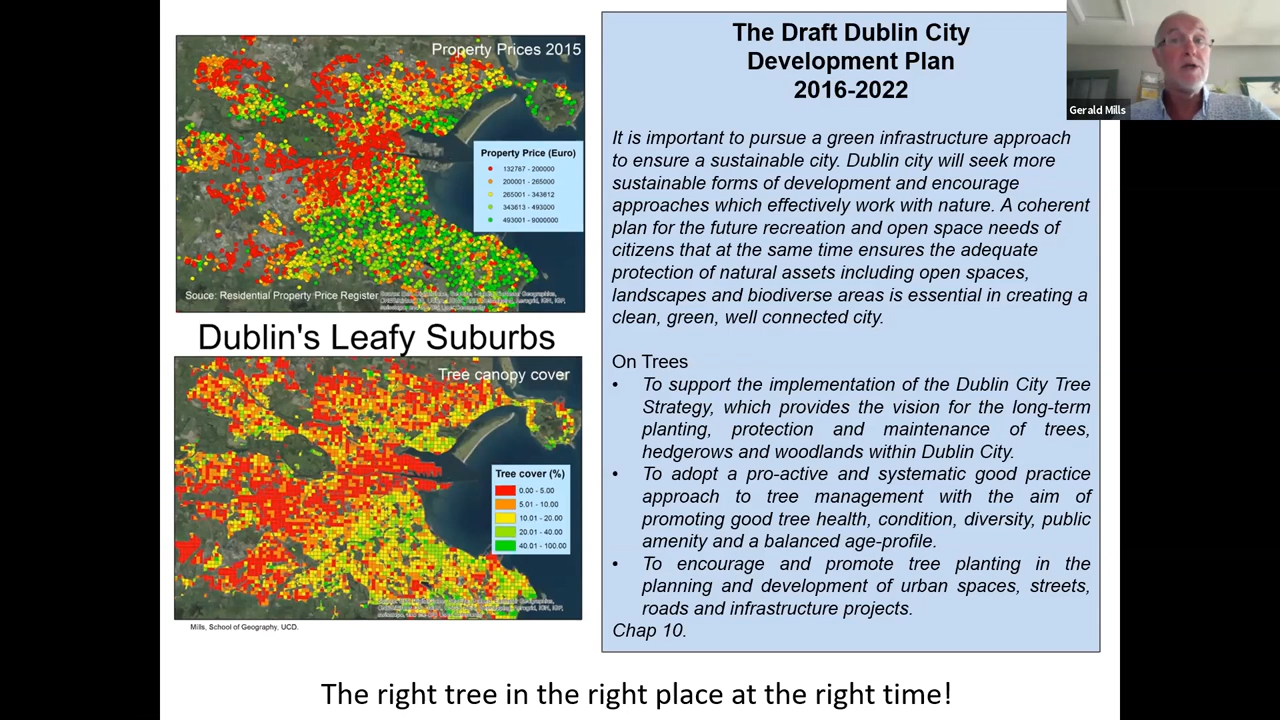 Property Prices 2015
Property Price (Euro)
132767 - 200000
200001 - 265000
265001 - 343612
343613 - 493000
493001 - 9000000
Souce: Residential Property Price Register
Dublin's Leafy Suburbs
Tree canopy cover
Tree cover (%)
0.00 - 5.00
5.01 - 10.00
10.01 - 20.00
20.01 - 40.00
40.01 - 100.00
Mills, School of Geography, UCD.
The Draft Dublin City
Development Plan
2016-2022
It is important to pursue a green infrastructure approach
to ensure a sustainable city. Dublin city will seek more
sustainable forms of development and encourage
approaches which effectively work with nature. A coherent
plan for the future recreation and open space needs of
citizens that at the same time ensures the adequate
protection of natural assets including open spaces,
landscapes and biodiverse areas is essential in creating a
clean, green, well connected city.
On Trees
• To support the implementation of the Dublin City Tree
Strategy, which provides the vision for the long-term
planting, protection and maintenance of trees,
hedgerows and woodlands within Dublin City.
• To adopt a pro-active and systematic good practice
approach to tree management with the aim of
promoting good tree health, condition, diversity, public
amenity and a balanced age-profile.
• To encourage and promote tree planting in the
planning and development of urban spaces, streets,
roads and infrastructure projects.
Chap 10.
Gerald Mills
The right tree in the right place at the right time!